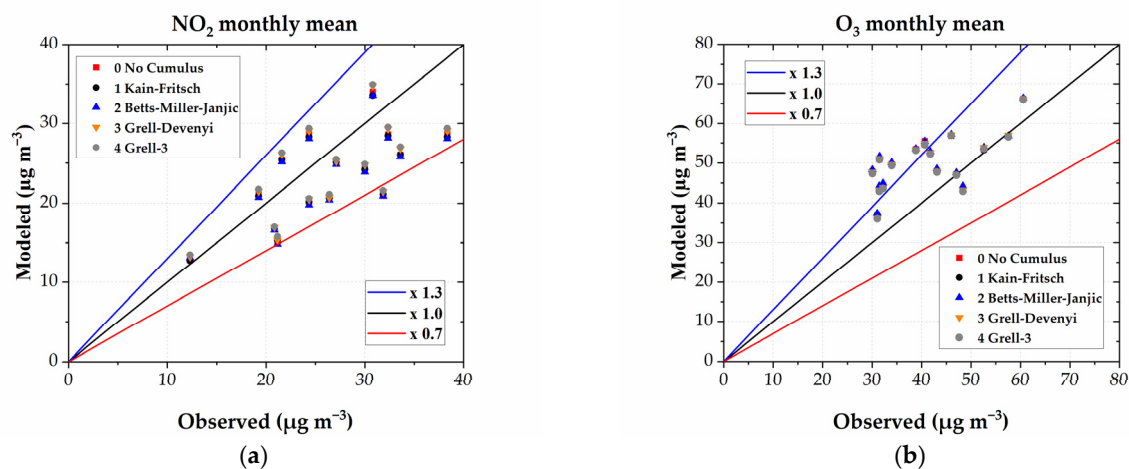 NO₂ monthly mean
40
30
20
10
0
Modeled (µg m⁻³)
0 No Cumulus
1 Kain-Fritsch
2 Betts-Miller-Janjic
3 Grell-Devenyi
4 Grell-3
x 1.3
x 1.0
x 0.7
0 10 20 30 40
Observed (µg m⁻³)
(a)
O₃ monthly mean
80
70
60
50
40
30
20
10
0
Modeled (µg m⁻³)
x 1.3
x 1.0
x 0.7
0 No Cumulus
1 Kain-Fritsch
2 Betts-Miller-Janjic
3 Grell-Devenyi
4 Grell-3
0 10 20 30 40 50 60 70 80
Observed (µg m⁻³)
(b)